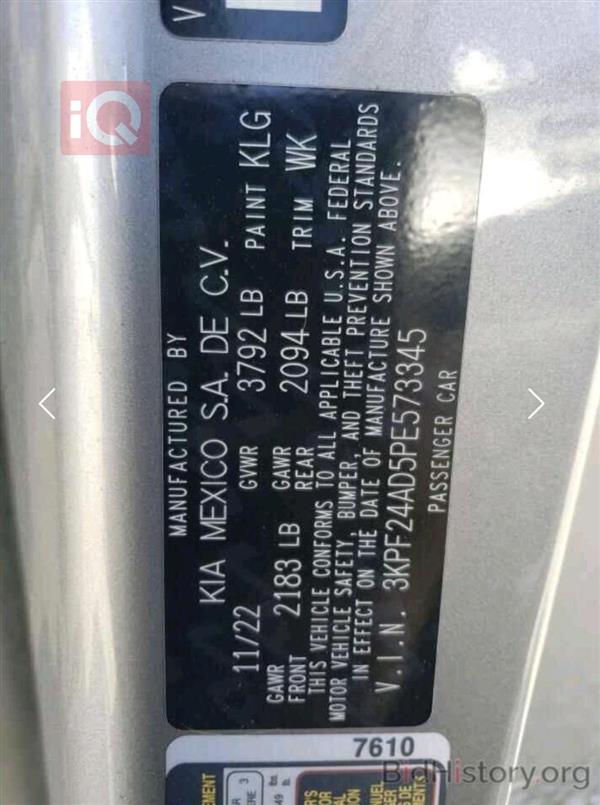 V
iQ
MANUFACTURED BY
KIA MEXICO S.A. DE C.V.
11/22 GVWR 3792 LB PAINT KLG
GAWR FRONT 2183 LB GAWR REAR 2094 LB TRIM WK
THIS VEHICLE CONFORMS TO ALL APPLICABLE U.S.A. FEDERAL
MOTOR VEHICLE SAFETY, BUMPER, AND THEFT PREVENTION STANDARDS
IN EFFECT ON THE DATE OF MANUFACTURE SHOWN ABOVE.
V.I.N. 3KPF24AD5PE573345
PASSENGER CAR
7610
BidHistory.org